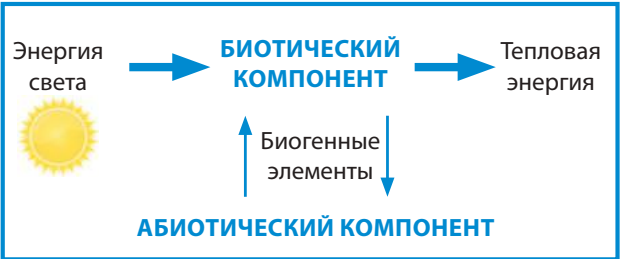 Энергия
света
БИОТИЧЕСКИЙ
КОМПОНЕНТ
Тепловая
энергия
Биогенные
элементы
АБИОТИЧЕСКИЙ КОМПОНЕНТ